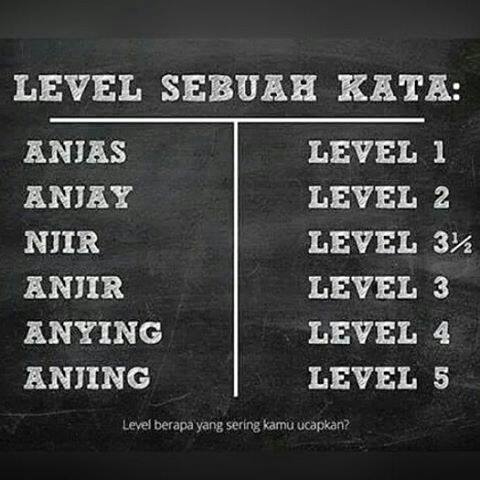 LEVEL SEBUAH KATA:
ANJAS LEVEL 1
ANJAY LEVEL 2
NJIR LEVEL 3½
ANJIR LEVEL 3
ANYING LEVEL 4
ANJING LEVEL 5
Level berapa yang sering kamu ucapkan?